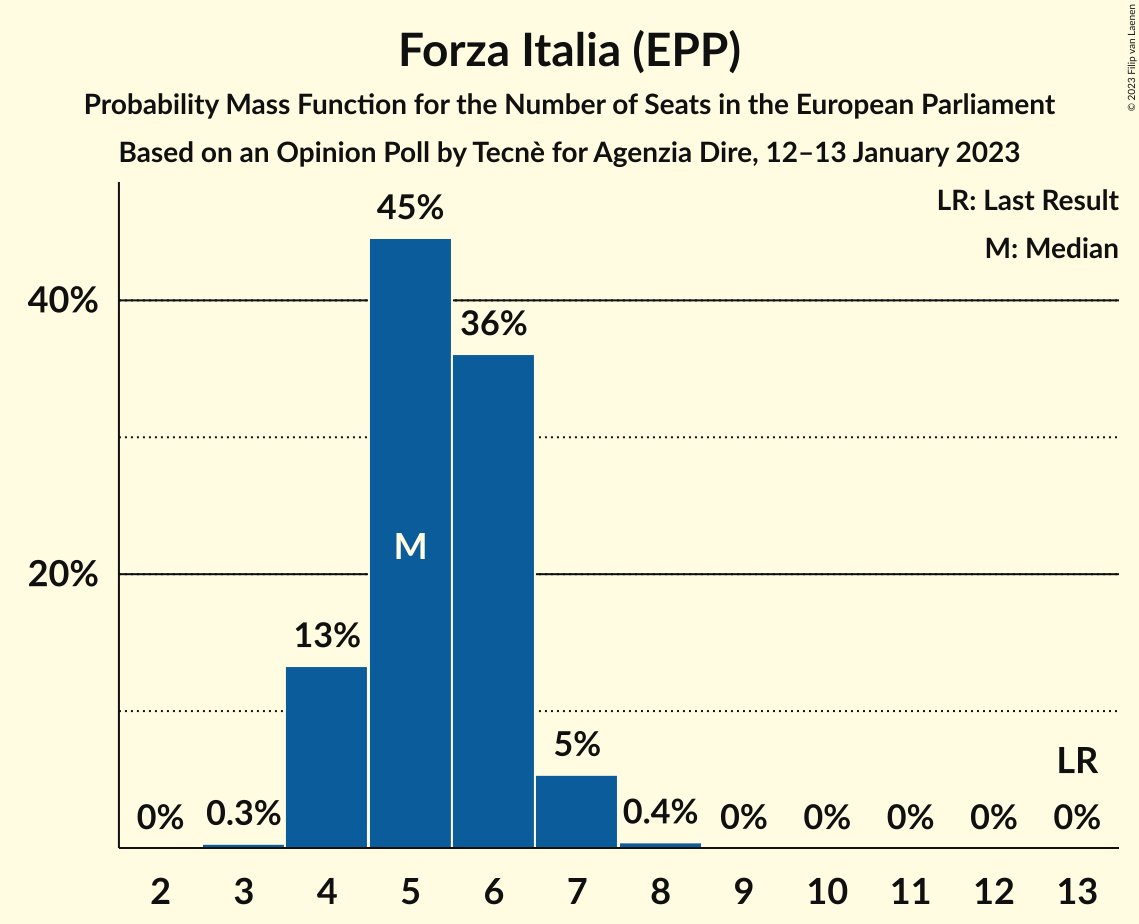 Forza Italia (EPP)
Probability Mass Function for the Number of Seats in the European Parliament
Based on an Opinion Poll by Tecnè for Agenzia Dire, 12–13 January 2023
© 2023 Filip van Laenen
LR: Last Result
M: Median
45%
40%
36%
M
20%
13%
5%
LR
0% 0.3% 0.4% 0% 0% 0% 0% 0%
2 3 4 5 6 7 8 9 10 11 12 13